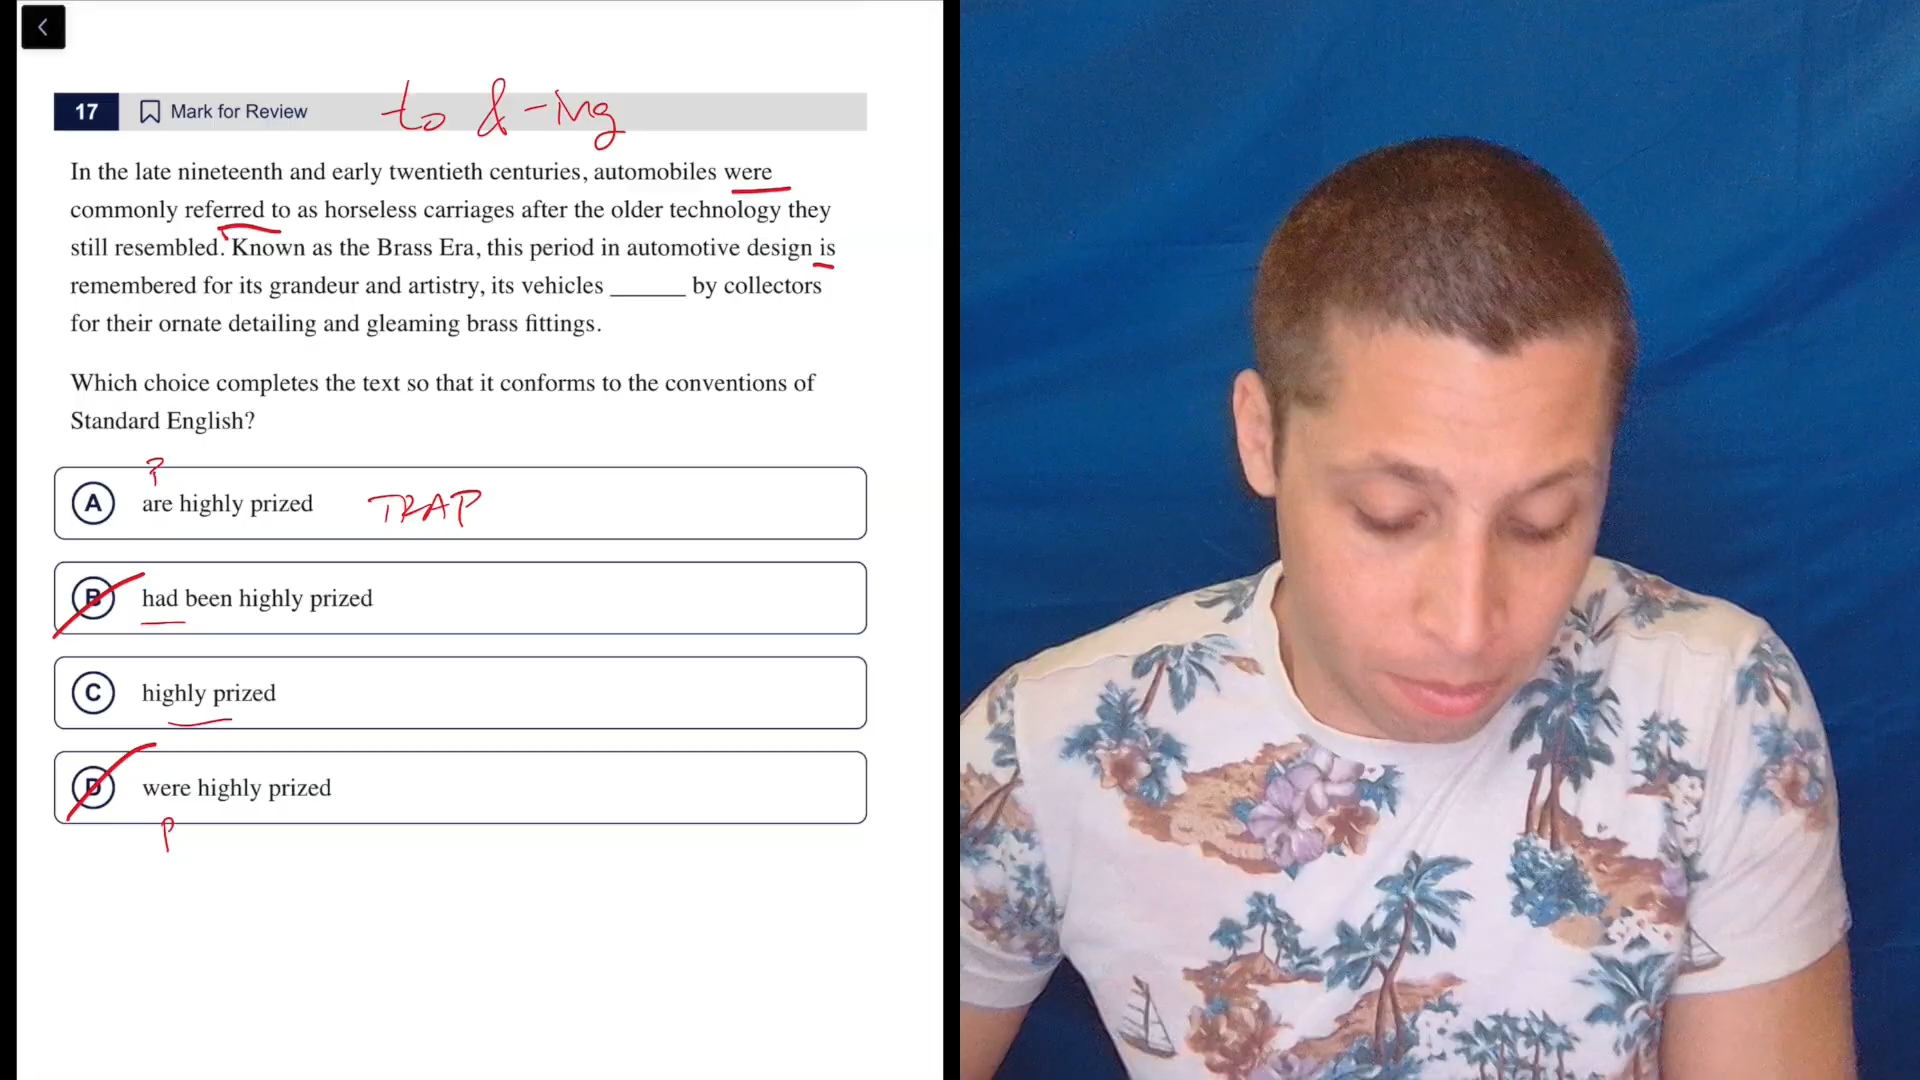 17 Mark for Review to & -ing
In the late nineteenth and early twentieth centuries, automobiles were
commonly referred to as horseless carriages after the older technology they
still resembled. Known as the Brass Era, this period in automotive design is
remembered for its grandeur and artistry, its vehicles ______ by collectors
for their ornate detailing and gleaming brass fittings.
Which choice completes the text so that it conforms to the conventions of
Standard English?
?
A are highly prized TRAP
B had been highly prized
C highly prized
D were highly prized
P